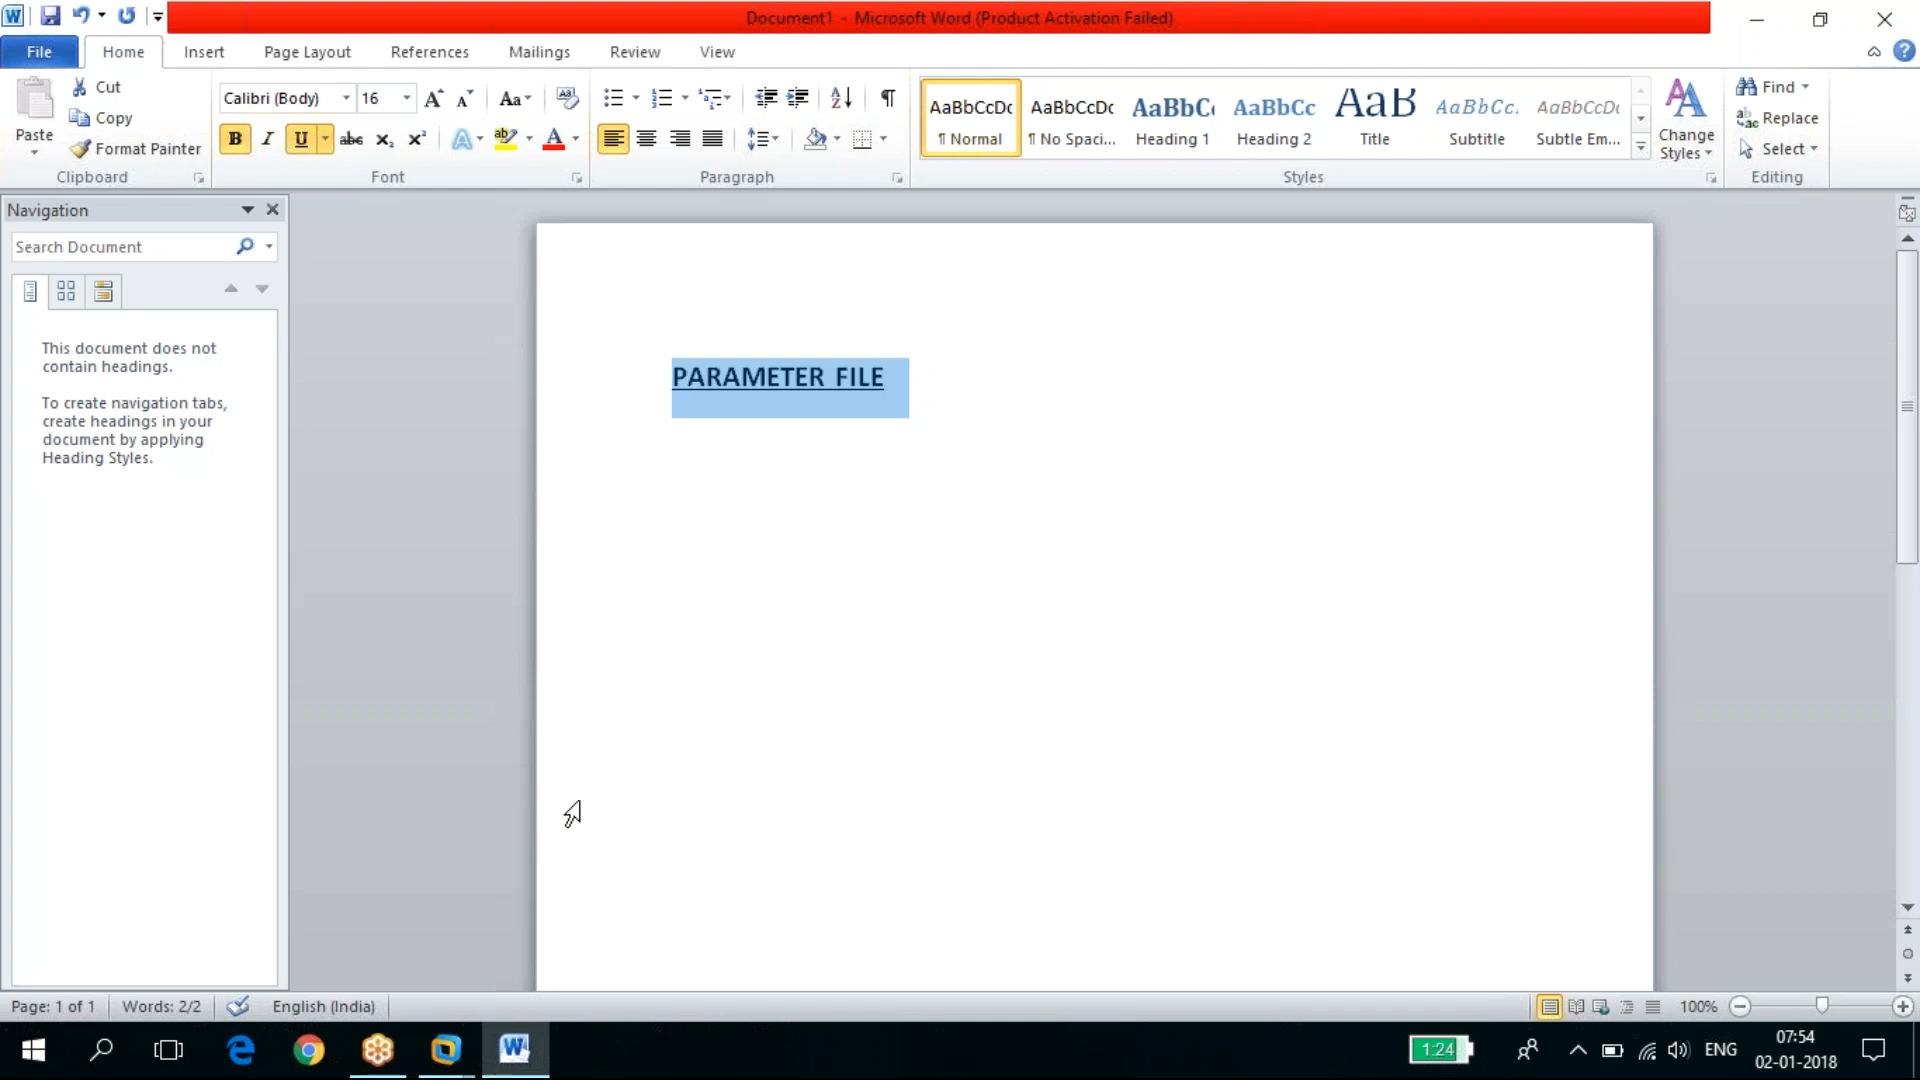 Document1 - Microsoft Word (Product Activation Failed)
File Home Insert Page Layout References Mailings Review View
Cut
Copy
Format Painter
Paste
Clipboard
Calibri (Body) 16
Font
Paragraph
AaBbCcDc AaBbCcDc AaBbC AaBbCc AaB AaBbCc. AaBbCcDc
¶ Normal ¶ No Spaci... Heading 1 Heading 2 Title Subtitle Subtle Em...
Styles
Change
Styles
Find
Replace
Select
Editing
Navigation
Search Document
This document does not
contain headings.
To create navigation tabs,
create headings in your
document by applying
Heading Styles.
PARAMETER FILE
Page: 1 of 1 Words: 2/2 English (India) 100%
1:24 ENG 07:54
02-01-2018